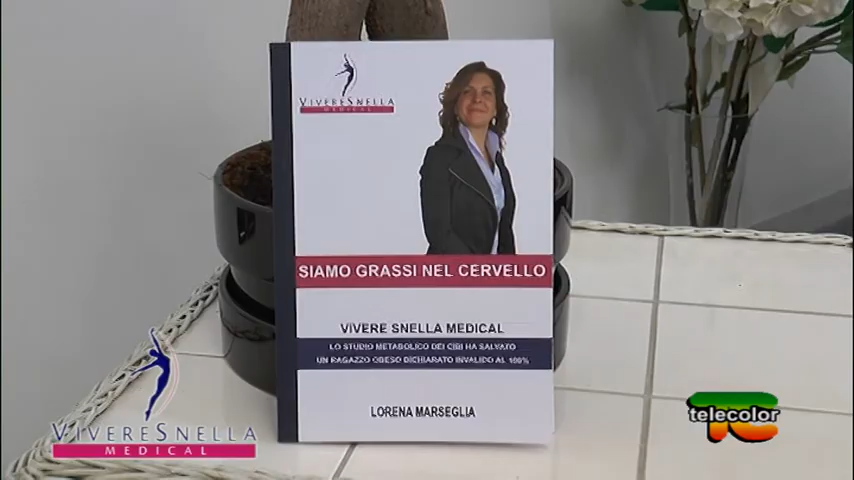 VIVERESNELLA
MEDICAL
SIAMO GRASSI NEL CERVELLO
VIVERE SNELLA MEDICAL
LO STUDIO METABOLICO DEI CIBI HA SALVATO
UN RAGAZZO OBESO DICHIARATO INVALIDO AL 100%
LORENA MARSEGLIA
VIVERESNELLA
MEDICAL
telecolor